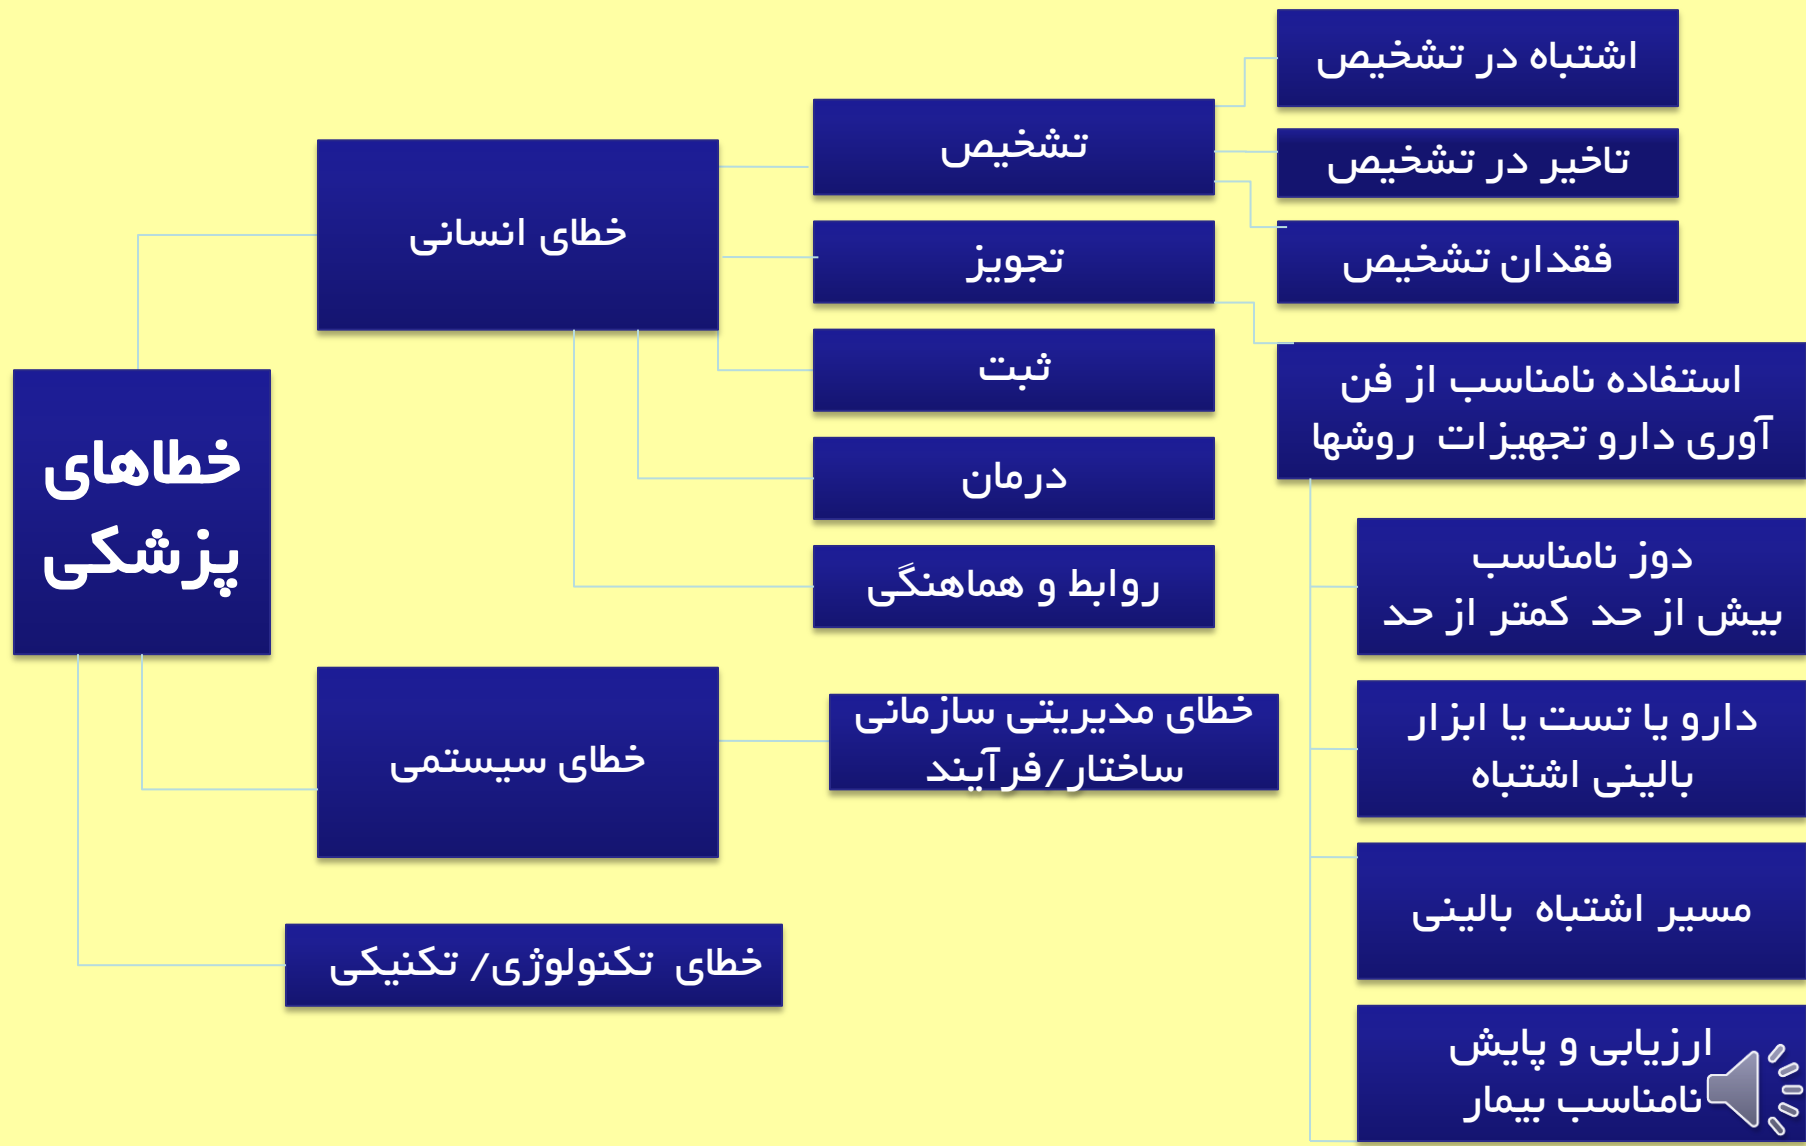 خطاهای
پزشکی
خطای انسانی
تشخیص
اشتباه در تشخیص
تاخیر در تشخیص
فقدان تشخیص
تجویز
استفاده نامناسب از فن
آوری دارو تجهیزات روشها
دوز نامناسب
بیش از حد کمتر از حد
دارو یا تست یا ابزار
بالینی اشتباه
مسیر اشتباه بالینی
ارزیابی و پایش
نامناسب بیمار
ثبت
درمان
روابط و هماهنگی
خطای سیستمی
خطای مدیریتی سازمانی
ساختار/فرآیند
خطای تکنولوژی/ تکنیکی